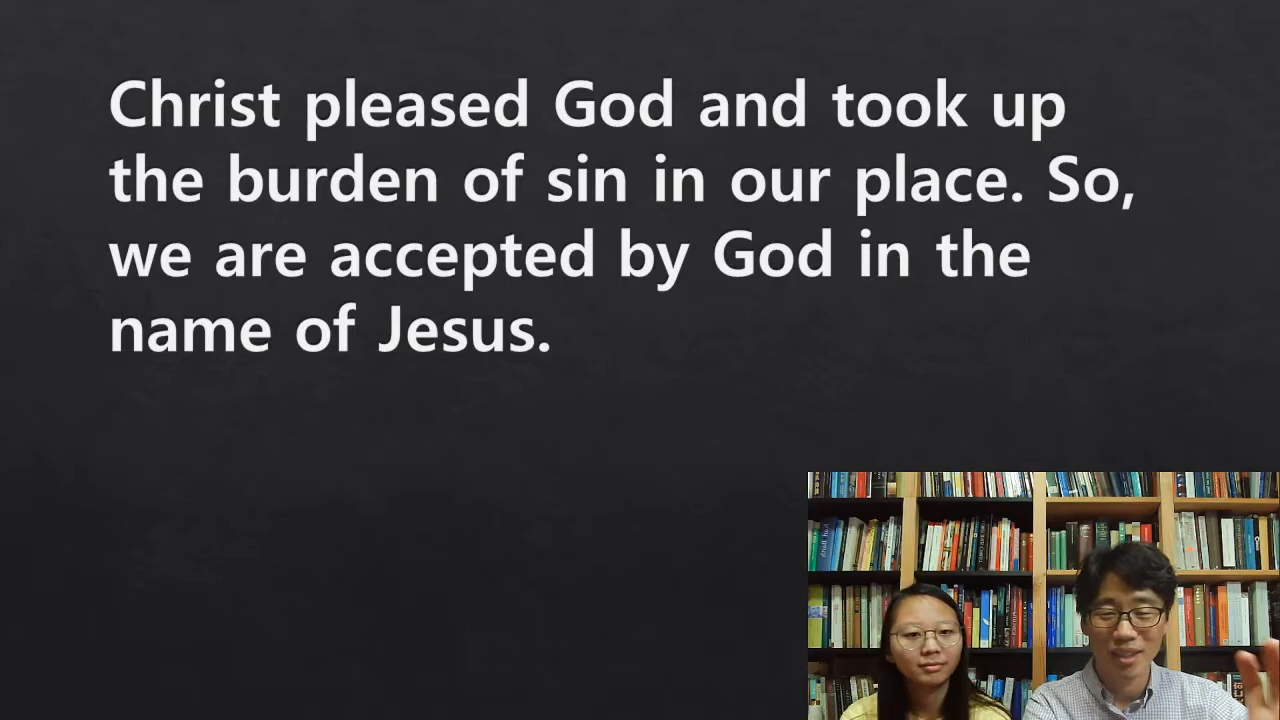 Christ pleased God and took up
the burden of sin in our place. So,
we are accepted by God in the
name of Jesus.